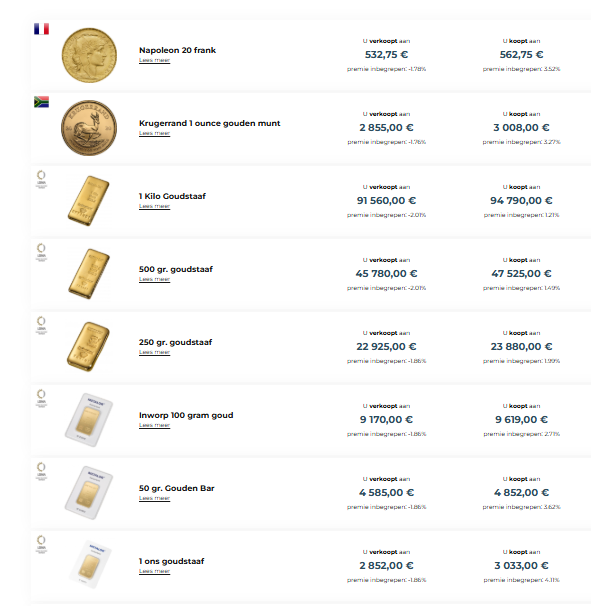 Napoleon 20 frank
Lees meer
U verkoopt aan
532,75 €
premie inbegrepen: -1.78%
U koopt aan
562,75 €
premie inbegrepen: 3.52%
Krugerrand 1 ounce gouden munt
Lees meer
U verkoopt aan
2 855,00 €
premie inbegrepen: -1.76%
U koopt aan
3 008,00 €
premie inbegrepen: 3.27%
1 Kilo Goudstaaf
Lees meer
U verkoopt aan
91 560,00 €
premie inbegrepen: -2.01%
U koopt aan
94 790,00 €
premie inbegrepen: 1.21%
500 gr. goudstaaf
Lees meer
U verkoopt aan
45 780,00 €
premie inbegrepen: -2.01%
U koopt aan
47 525,00 €
premie inbegrepen: 1.49%
250 gr. goudstaaf
Lees meer
U verkoopt aan
22 925,00 €
premie inbegrepen: -1.86%
U koopt aan
23 880,00 €
premie inbegrepen: 1.99%
Inworp 100 gram goud
Lees meer
U verkoopt aan
9 170,00 €
premie inbegrepen: -1.86%
U koopt aan
9 619,00 €
premie inbegrepen: 2.71%
50 gr. Gouden Bar
Lees meer
U verkoopt aan
4 585,00 €
premie inbegrepen: -1.86%
U koopt aan
4 852,00 €
premie inbegrepen: 3.62%
1 ons goudstaaf
Lees meer
U verkoopt aan
2 852,00 €
premie inbegrepen: -1.86%
U koopt aan
3 033,00 €
premie inbegrepen: 4.11%